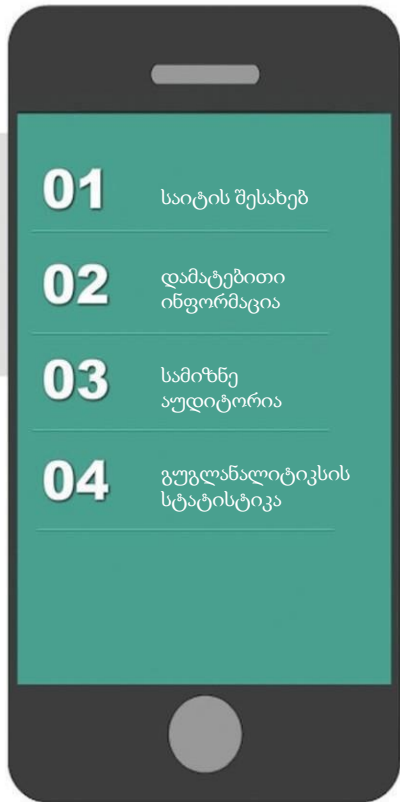 01 საიტის შესახებ
02 დამატებითი
ინფორმაცია
03 სამიზნე
აუდიტორია
04 გუგლანალიტიკსის
სტატისტიკა